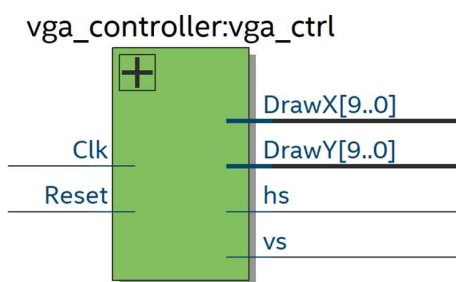 vga_controller:vga_ctrl
DrawX[9..0]
Clk
DrawY[9..0]
Reset
hs
vs